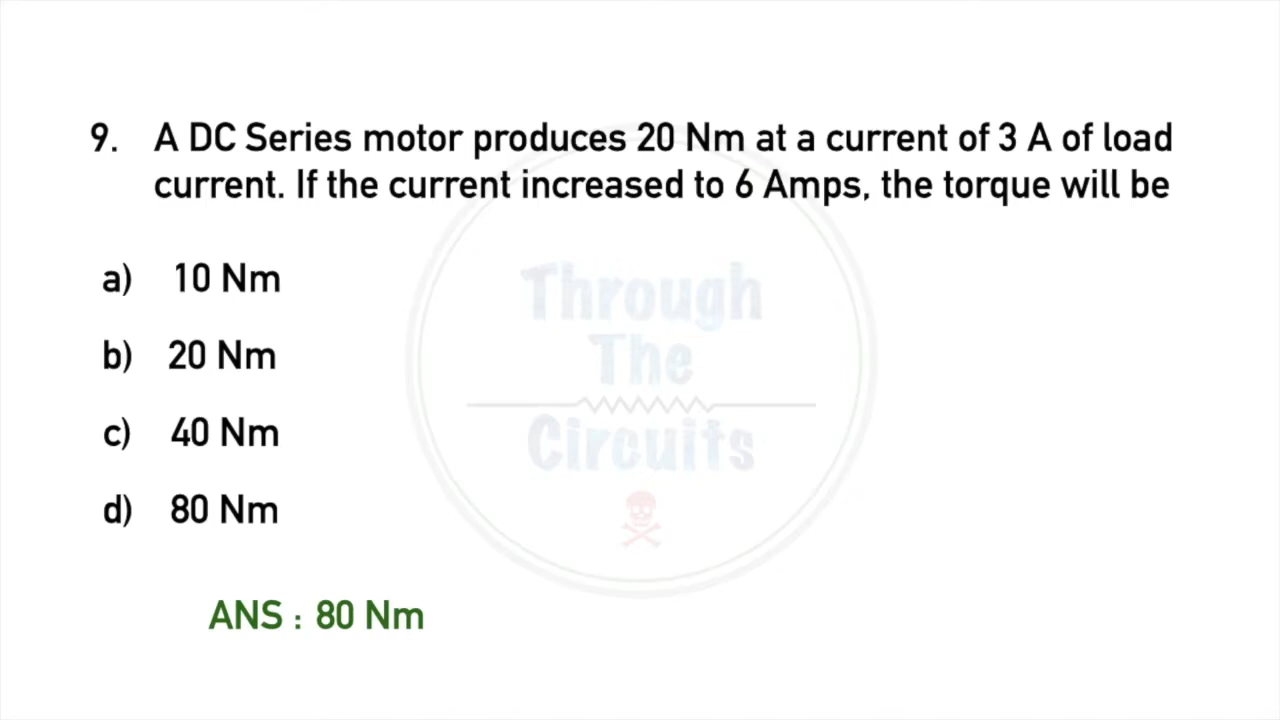 9. A DC Series motor produces 20 Nm at a current of 3 A of load
current. If the current increased to 6 Amps, the torque will be
a) 10 Nm
b) 20 Nm
c) 40 Nm
d) 80 Nm
ANS : 80 Nm
Through
The
Circuits